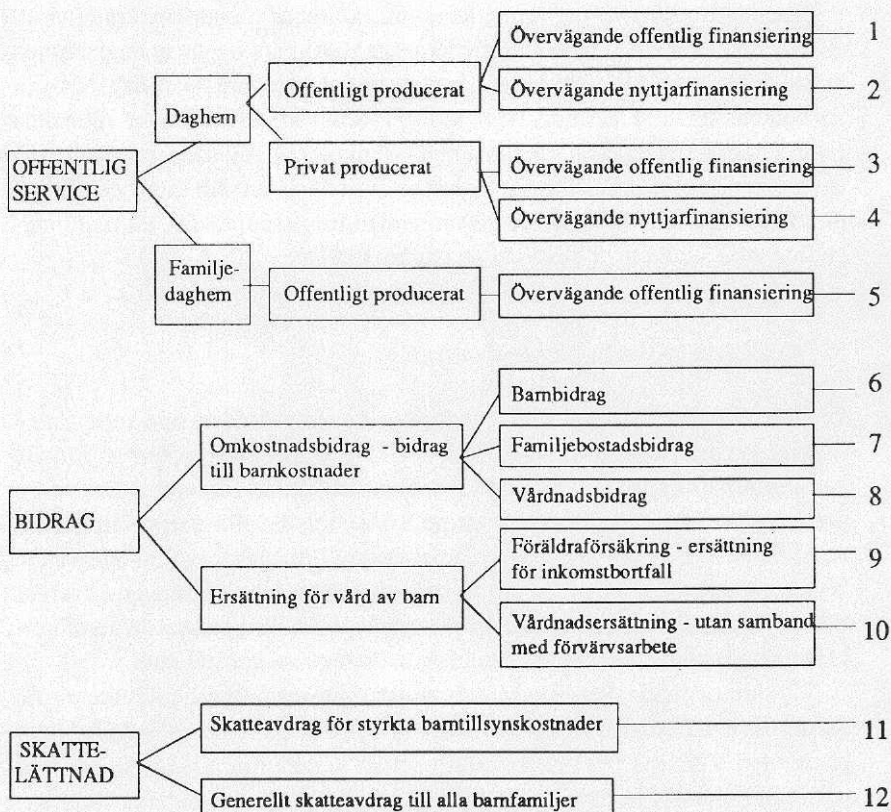 OFFENTLIG
SERVICE
Daghem
Offentligt producerat
Övervägande offentlig finansiering 1
Övervägande nyttjarfinansiering 2
Privat producerat
Övervägande offentlig finansiering 3
Övervägande nyttjarfinansiering 4
Familje-
daghem
Offentligt producerat
Övervägande offentlig finansiering 5
BIDRAG
Omkostnadsbidrag - bidrag
till barnkostnader
Barnbidrag 6
Familjebostadsbidrag 7
Vårdnadsbidrag 8
Ersättning för vård av barn
Föräldraförsäkring - ersättning
för inkomstbortfall 9
Vårdnadsersättning - utan samband
med förvärvsarbete 10
SKATTE-
LÄTTNAD
Skatteavdrag för styrkta barntillsynskostnader 11
Generellt skatteavdrag till alla barnfamiljer 12